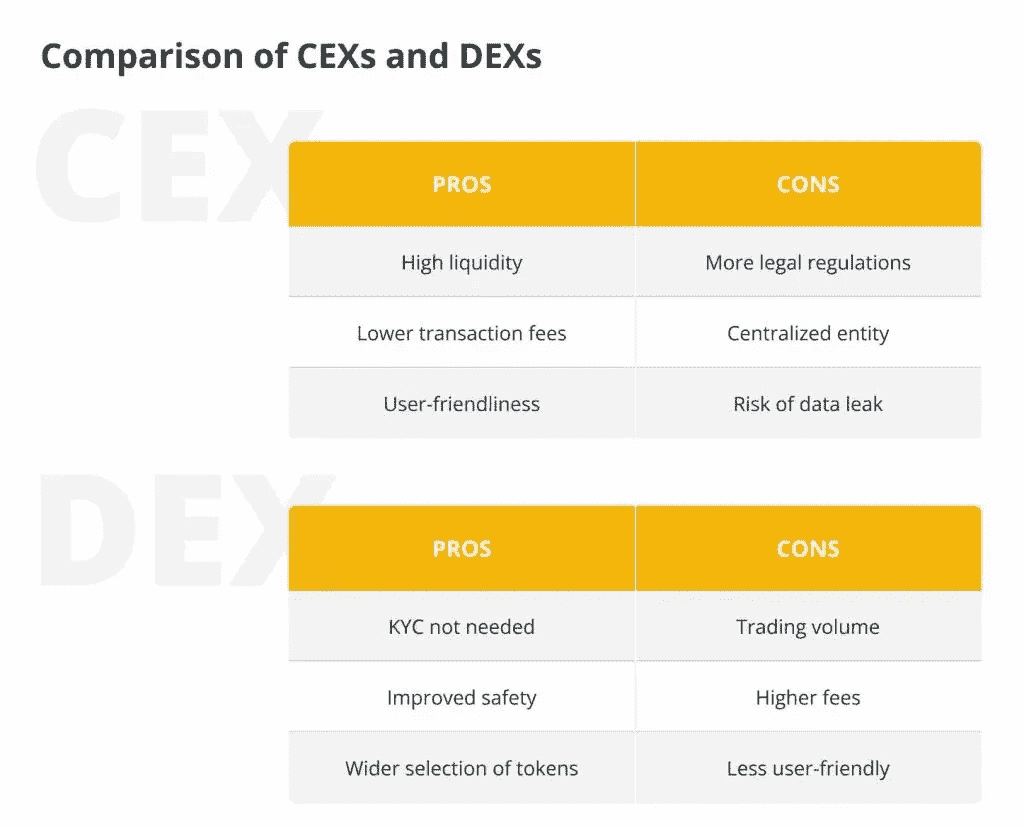 Comparison of CEXs and DEXs
CEX
PROS CONS
High liquidity More legal regulations
Lower transaction fees Centralized entity
User-friendliness Risk of data leak
DEX
PROS CONS
KYC not needed Trading volume
Improved safety Higher fees
Wider selection of tokens Less user-friendly